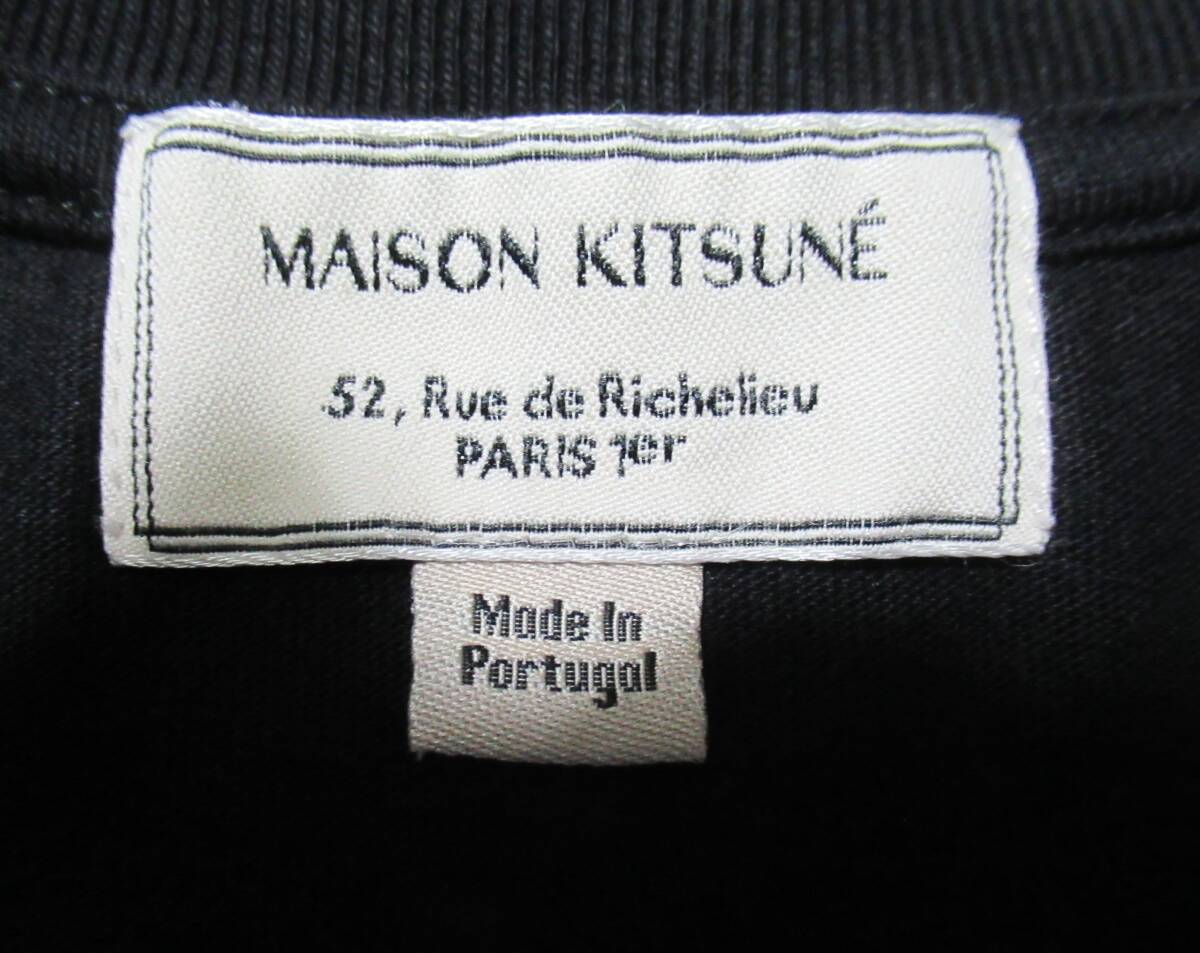 MAISON KITSUNÉ
52, Rue de Richelieu
PARIS 1er
Made In
Portugal